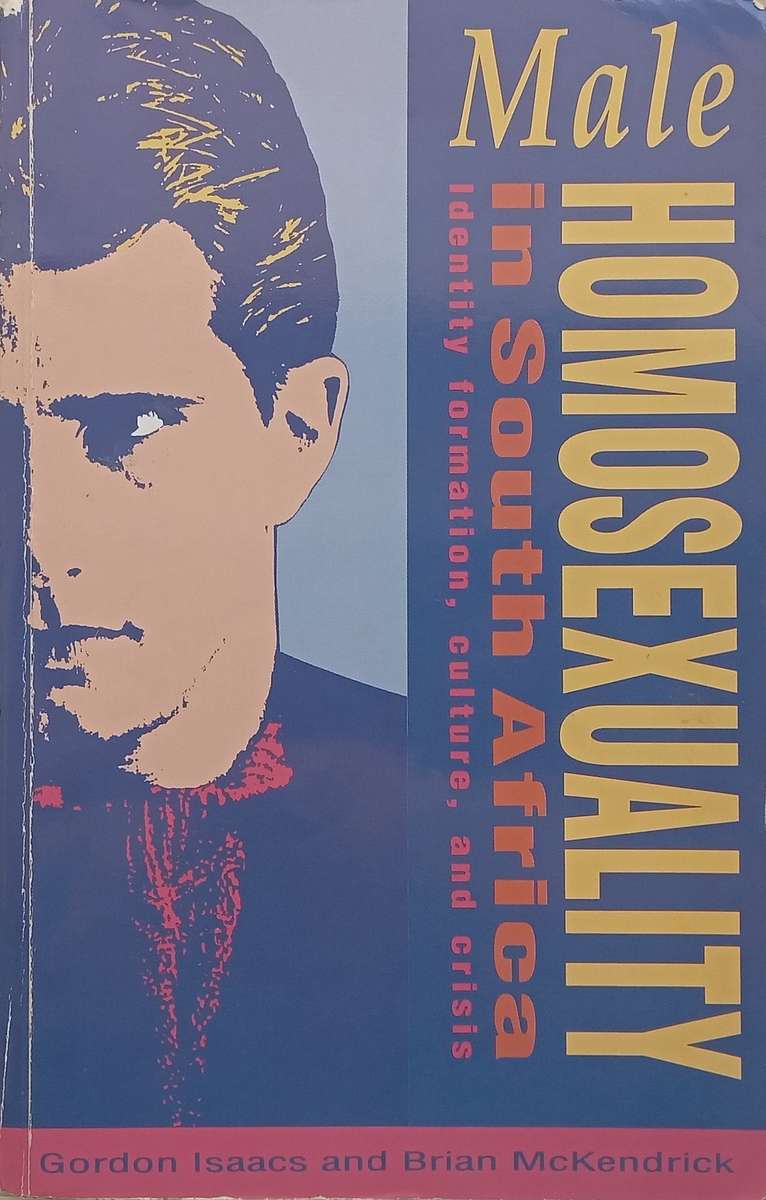 Male
HOMOSEXUALITY
in South Africa
Identity formation, culture, and crisis
Gordon Isaacs and Brian McKendrick